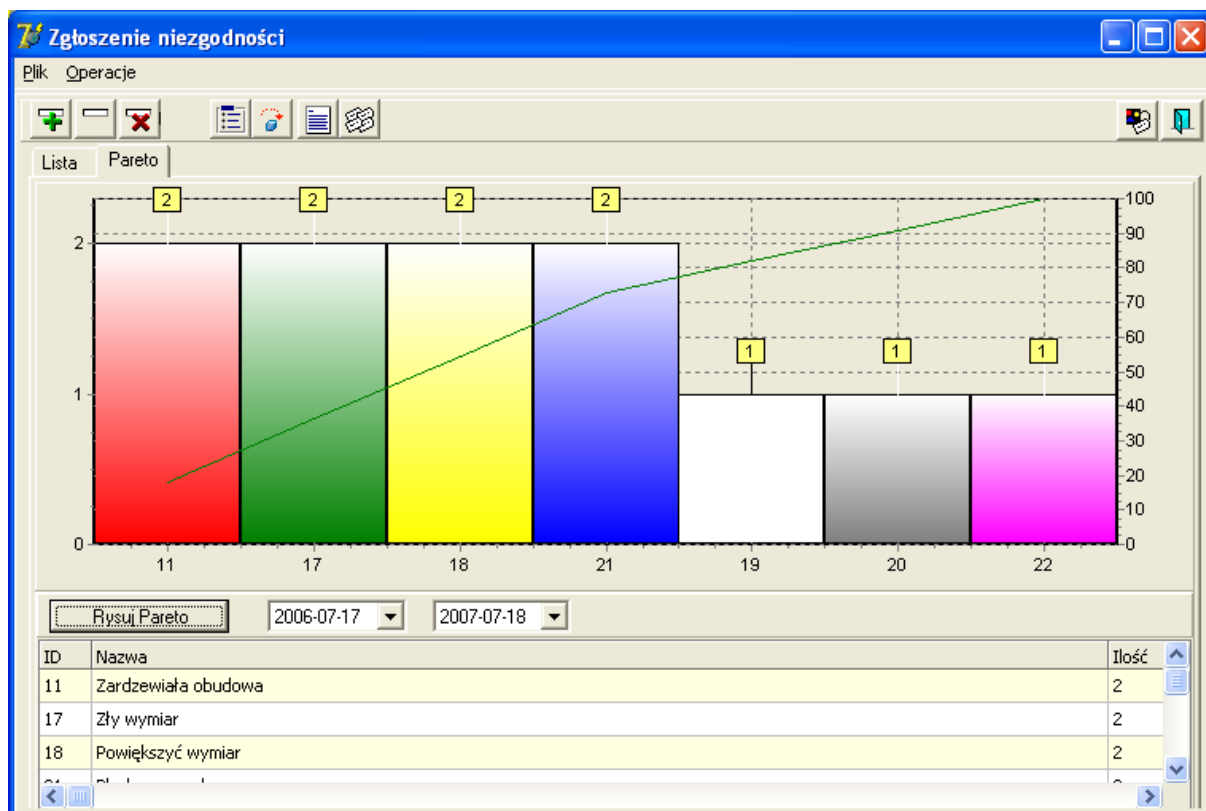 Zgłoszenie niezgodności
Plik Operacje
Lista Pareto
2 2 2 2
100
90
2
80
70
60
1 1 1
50
1
40
30
20
10
0 0
11 17 18 21 19 20 22
Rysuj Pareto 2006-07-17 2007-07-18
ID Nazwa Ilość
11 Zardzewiała obudowa 2
17 Zły wymiar 2
18 Powiększyć wymiar 2